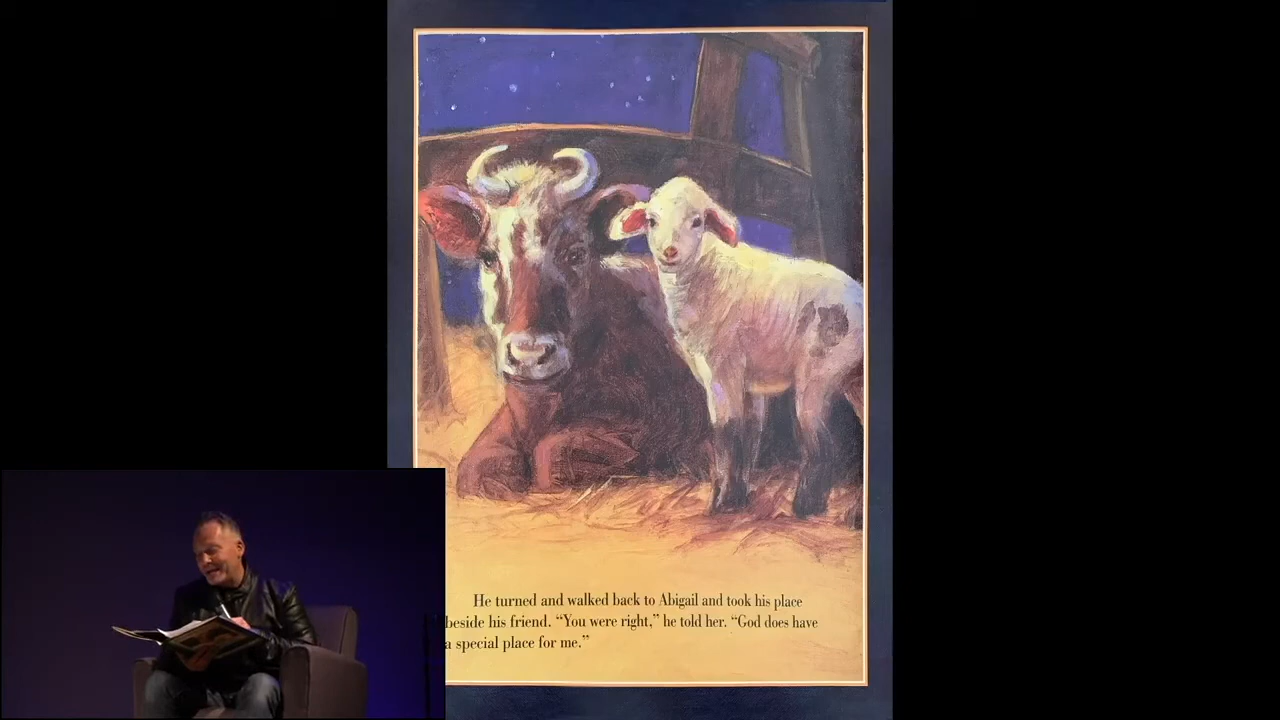 He turned and walked back to Abigail and took his place
beside his friend. “You were right,” he told her. “God does have
a special place for me.”